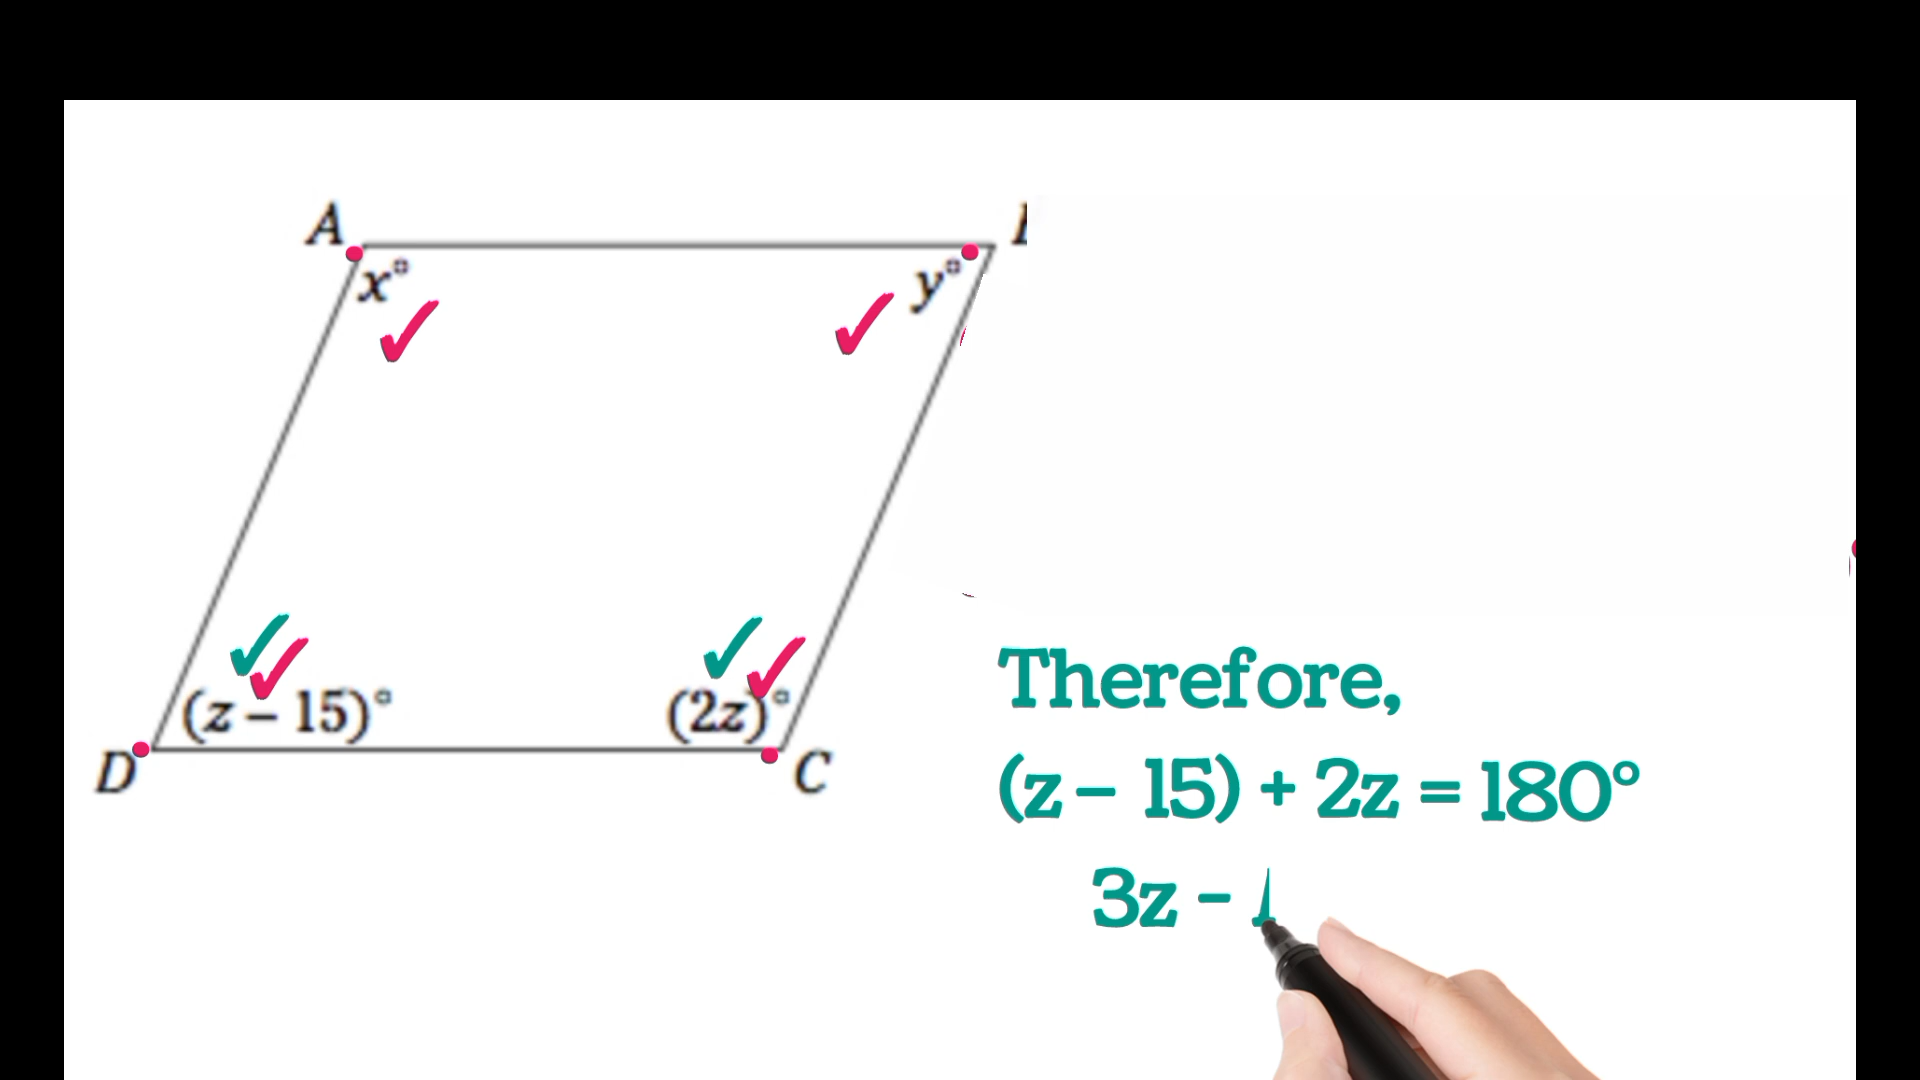 A
x° y°
(z – 15)° (2z)°
D C
Therefore,
(z – 15) + 2z = 180°
3z -